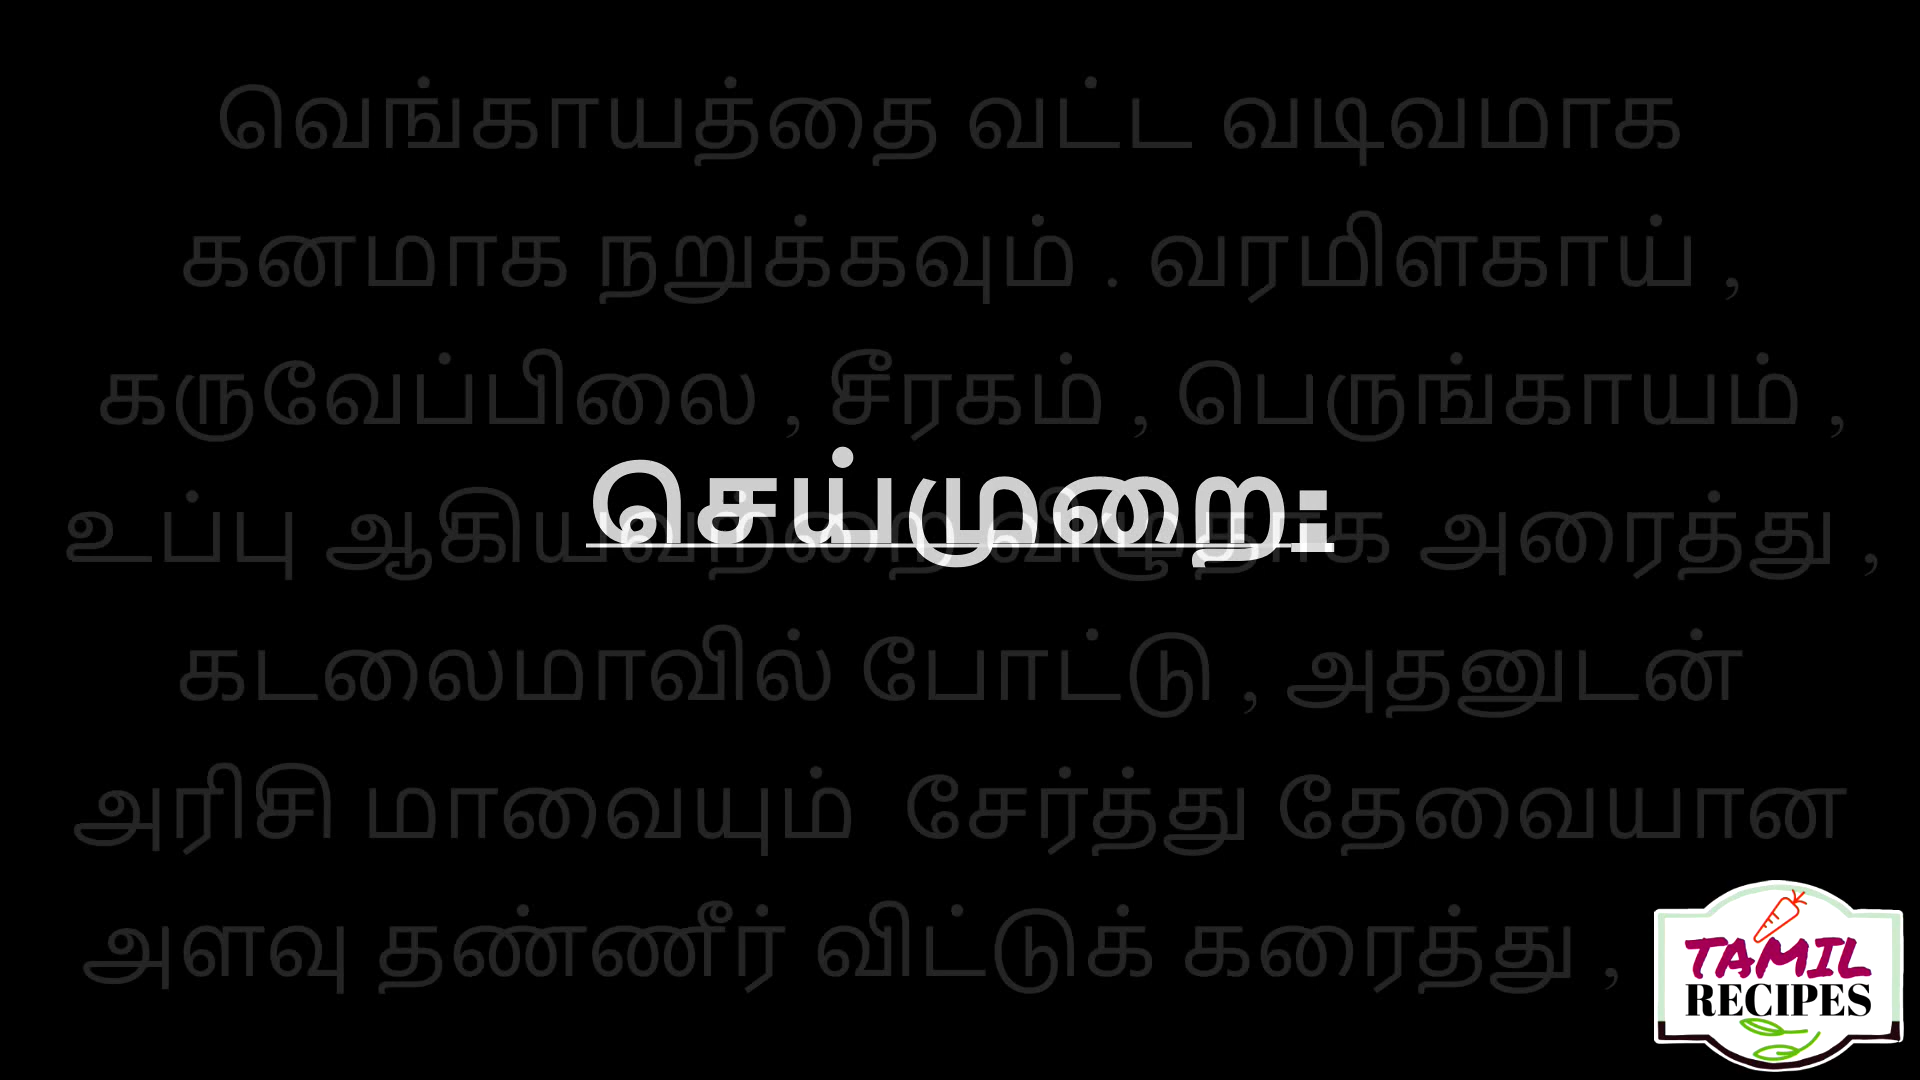 வெங்காயத்தை வட்ட வடிவமாக
கனமாக நறுக்கவும் . வரமிளகாய் ,
கருவேப்பிலை , சீரகம் , பெருங்காயம் ,
செய்முறை:
உப்பு ஆகியவற்றை விழுதாக அரைத்து ,
கடலைமாவில் போட்டு , அதனுடன்
அரிசி மாவையும் சேர்த்து தேவையான
அளவு தண்ணீர் விட்டுக் கரைத்து ,
TAMIL
RECIPES